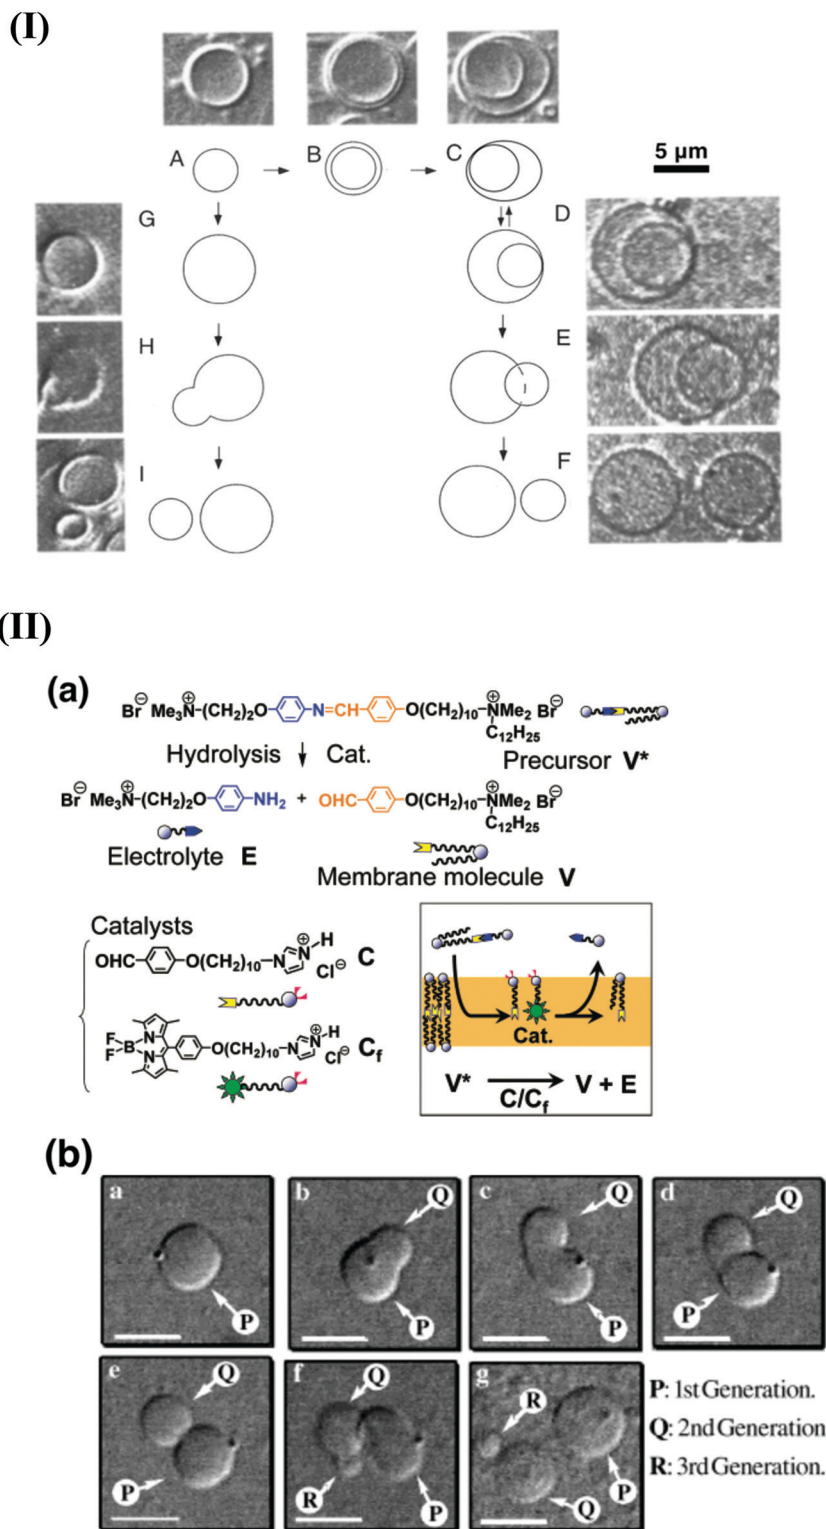 (I)
A
B
C
5 µm
G
D
H
E
I
F
(II)
(a)
Br⊖ Me3N⊕-(CH2)2O N=CH O(CH2)10-N⊕Me2 Br⊖
C12H25
Hydrolysis ↓ Cat.
Precursor V*
Br⊖ Me3N⊕-(CH2)2O NH2 + OHC O(CH2)10-N⊕Me2 Br⊖
C12H25
Electrolyte E
Membrane molecule V
Catalysts
OHC O(CH2)10-N N⊕-H Cl⊖ C
F F B N N O(CH2)10-N N⊕-H Cl⊖ Cf
Cat.
V* → V + E
C/Cf
(b)
a P
b Q P
c Q P
d Q P
e Q P
f Q R P
g R Q P
P: 1st Generation.
Q: 2nd Generation
R: 3rd Generation.